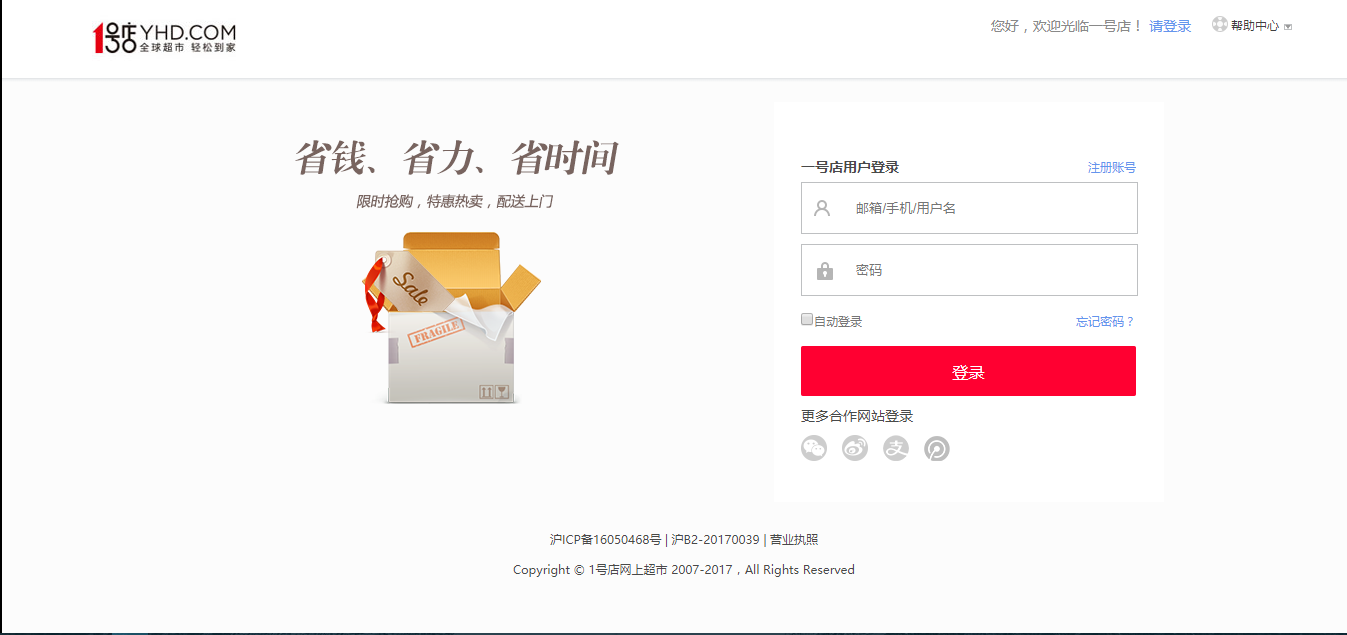 1号店 YHD.COM
全球超市 轻松到家
您好，欢迎光临一号店！ 请登录 帮助中心
省钱、省力、省时间
限时抢购，特惠热卖，配送上门
Sale
FRAGILE
一号店用户登录 注册账号
邮箱/手机/用户名
密码
自动登录 忘记密码？
登录
更多合作网站登录
支
沪ICP备16050468号 | 沪B2-20170039 | 营业执照
Copyright © 1号店网上超市 2007-2017，All Rights Reserved